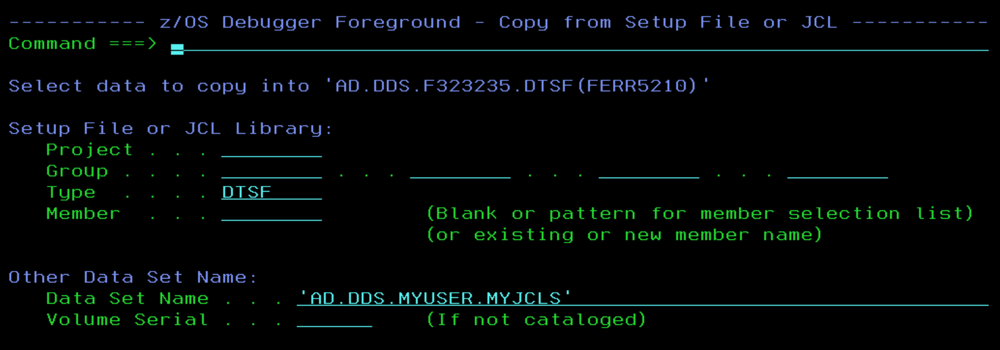 ----------- z/OS Debugger Foreground - Copy from Setup File or JCL -----------
Command ===>
Select data to copy into 'AD.DDS.F323235.DTSF(FERR5210)'
Setup File or JCL Library:
Project . . .
Group . . . . . . . . . . . . .
Type . . . . DTSF
Member . . . (Blank or pattern for member selection list)
(or existing or new member name)
Other Data Set Name:
Data Set Name . . . 'AD.DDS.MYUSER.MYJCLS'
Volume Serial . . . (If not cataloged)